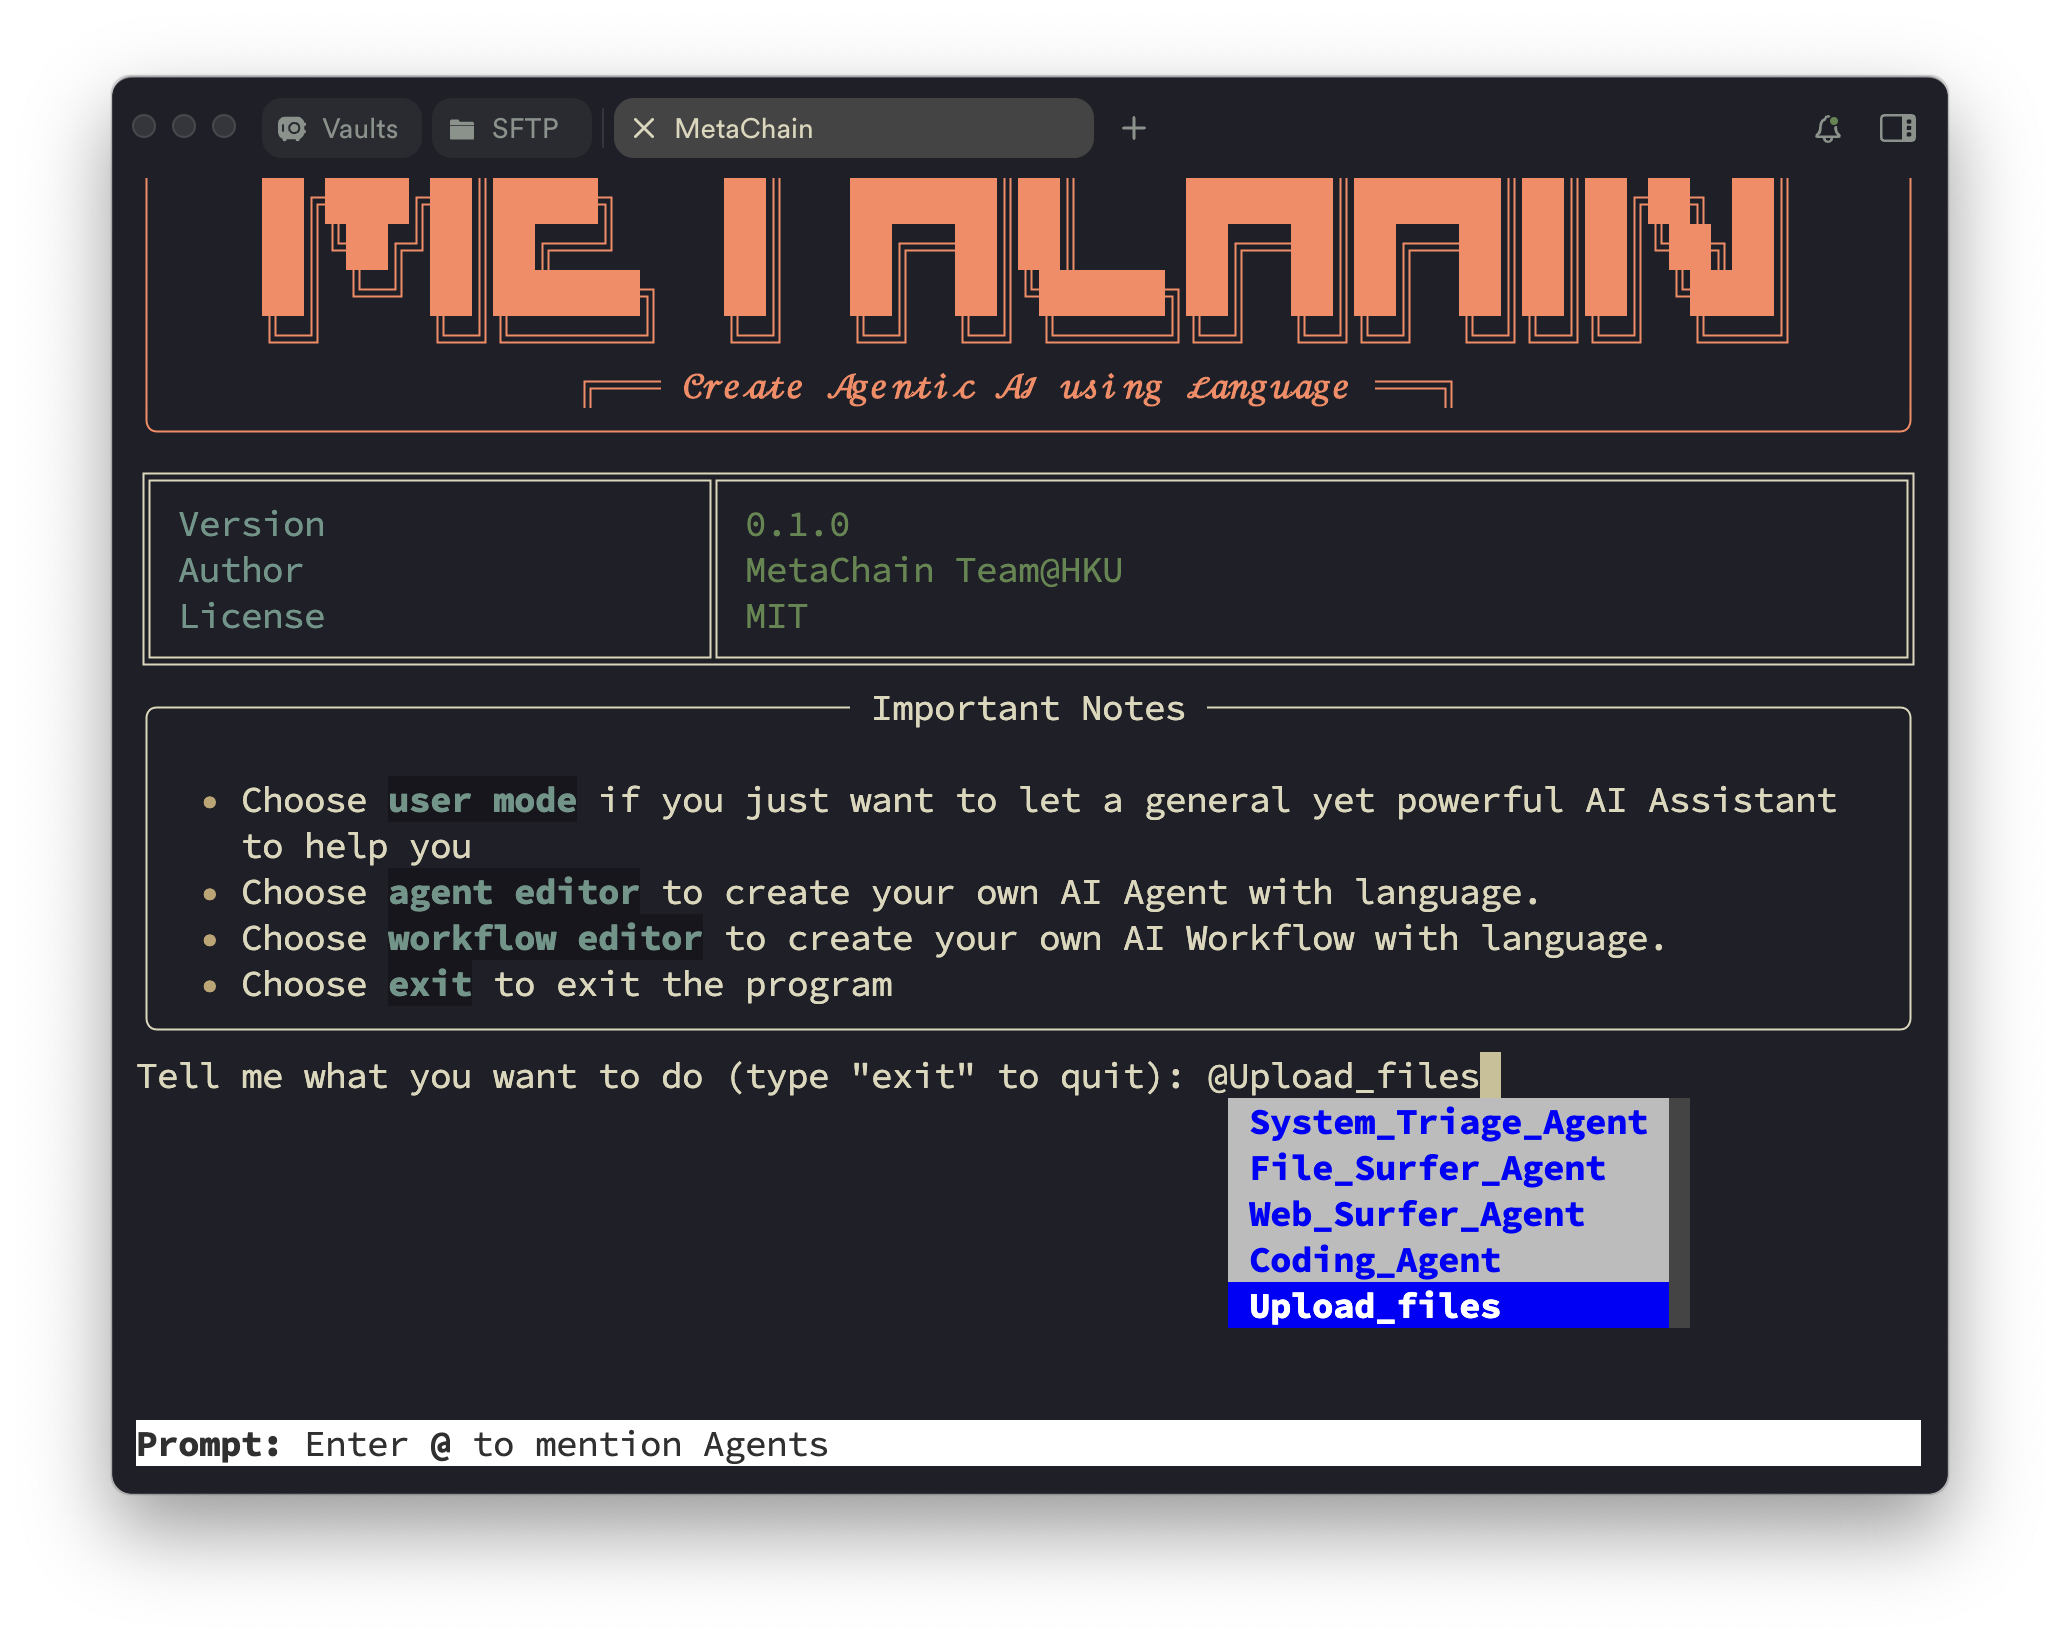 Vaults
SFTP
MetaChain
Create Agentic AI using Language
Version 0.1.0
Author MetaChain Team@HKU
License MIT
Important Notes
• Choose user mode if you just want to let a general yet powerful AI Assistant
to help you
• Choose agent editor to create your own AI Agent with language.
• Choose workflow editor to create your own AI Workflow with language.
• Choose exit to exit the program
Tell me what you want to do (type "exit" to quit): @Upload_files
System_Triage_Agent
File_Surfer_Agent
Web_Surfer_Agent
Coding_Agent
Upload_files
Prompt: Enter @ to mention Agents